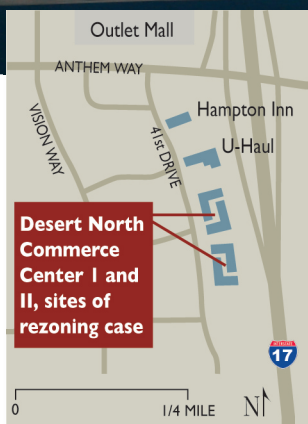 Outlet Mall
ANTHEM WAY
Hampton Inn
U-Haul
VISION WAY
41st DRIVE
Desert North
Commerce
Center I and
II, sites of
rezoning case
17
0
1/4 MILE
N